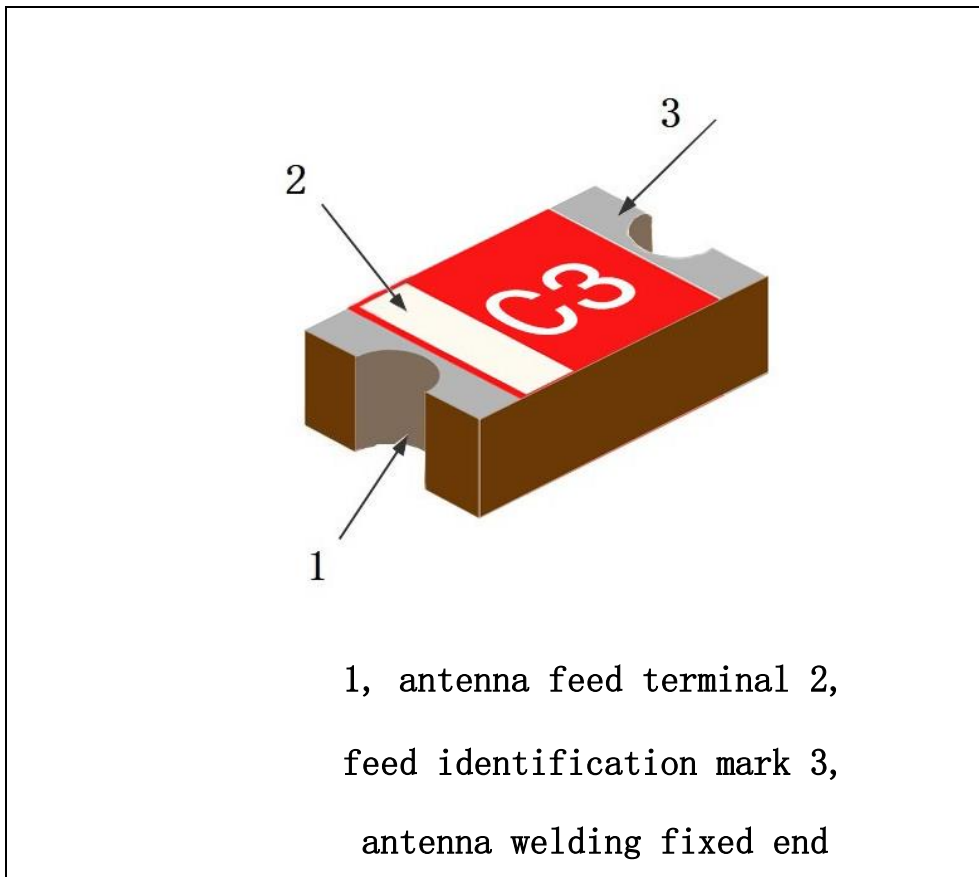 3
2
C3
1
1, antenna feed terminal 2,
feed identification mark 3,
antenna welding fixed end